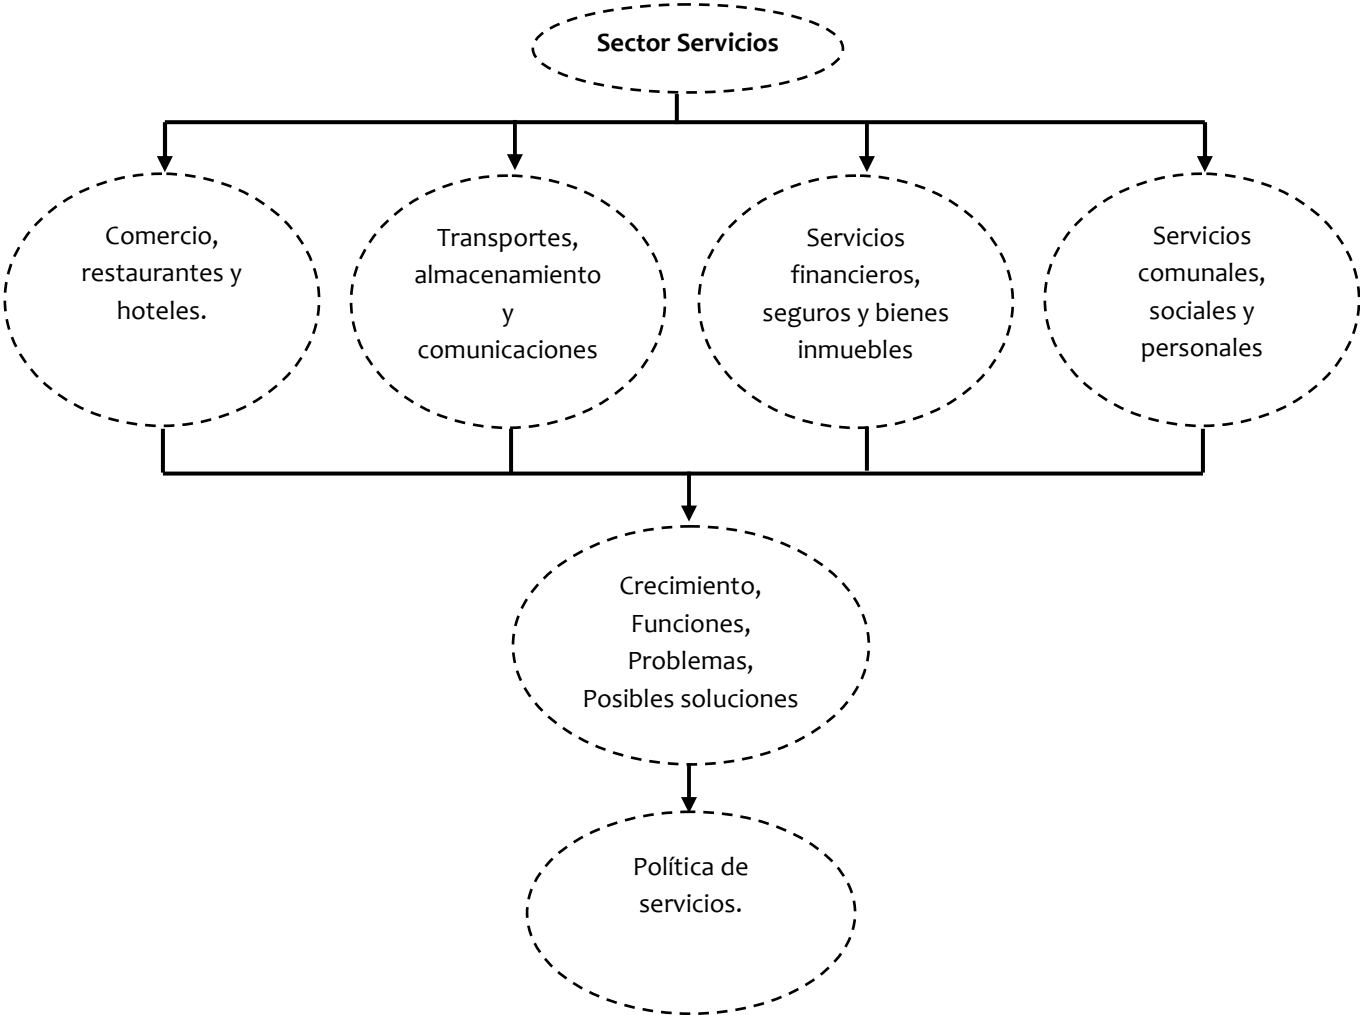 Sector Servicios
Comercio,
restaurantes y
hoteles.
Transportes,
almacenamiento
y
comunicaciones
Servicios
financieros,
seguros y bienes
inmuebles
Servicios
comunales,
sociales y
personales
Crecimiento,
Funciones,
Problemas,
Posibles soluciones
Política de
servicios.